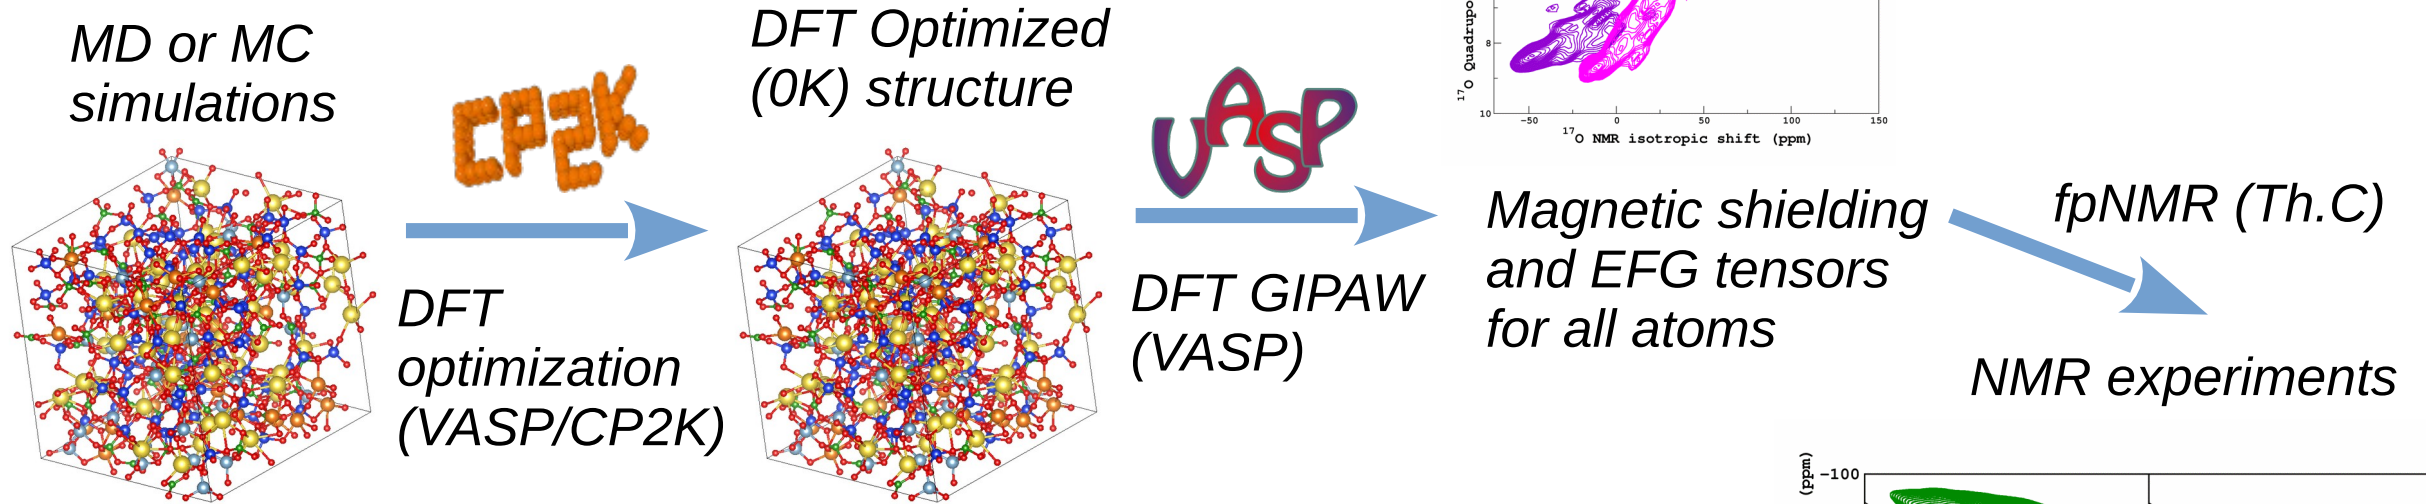 MD or MC
simulations
CP2K
DFT
optimization
(VASP/CP2K)
DFT Optimized
(0K) structure
VASP
DFT GIPAW
(VASP)
17O Quadrupo
8
10
-50
0
50
100
150
17O NMR isotropic shift (ppm)
Magnetic shielding
and EFG tensors
for all atoms
fpNMR (Th.C)
NMR experiments
(ppm)
-100